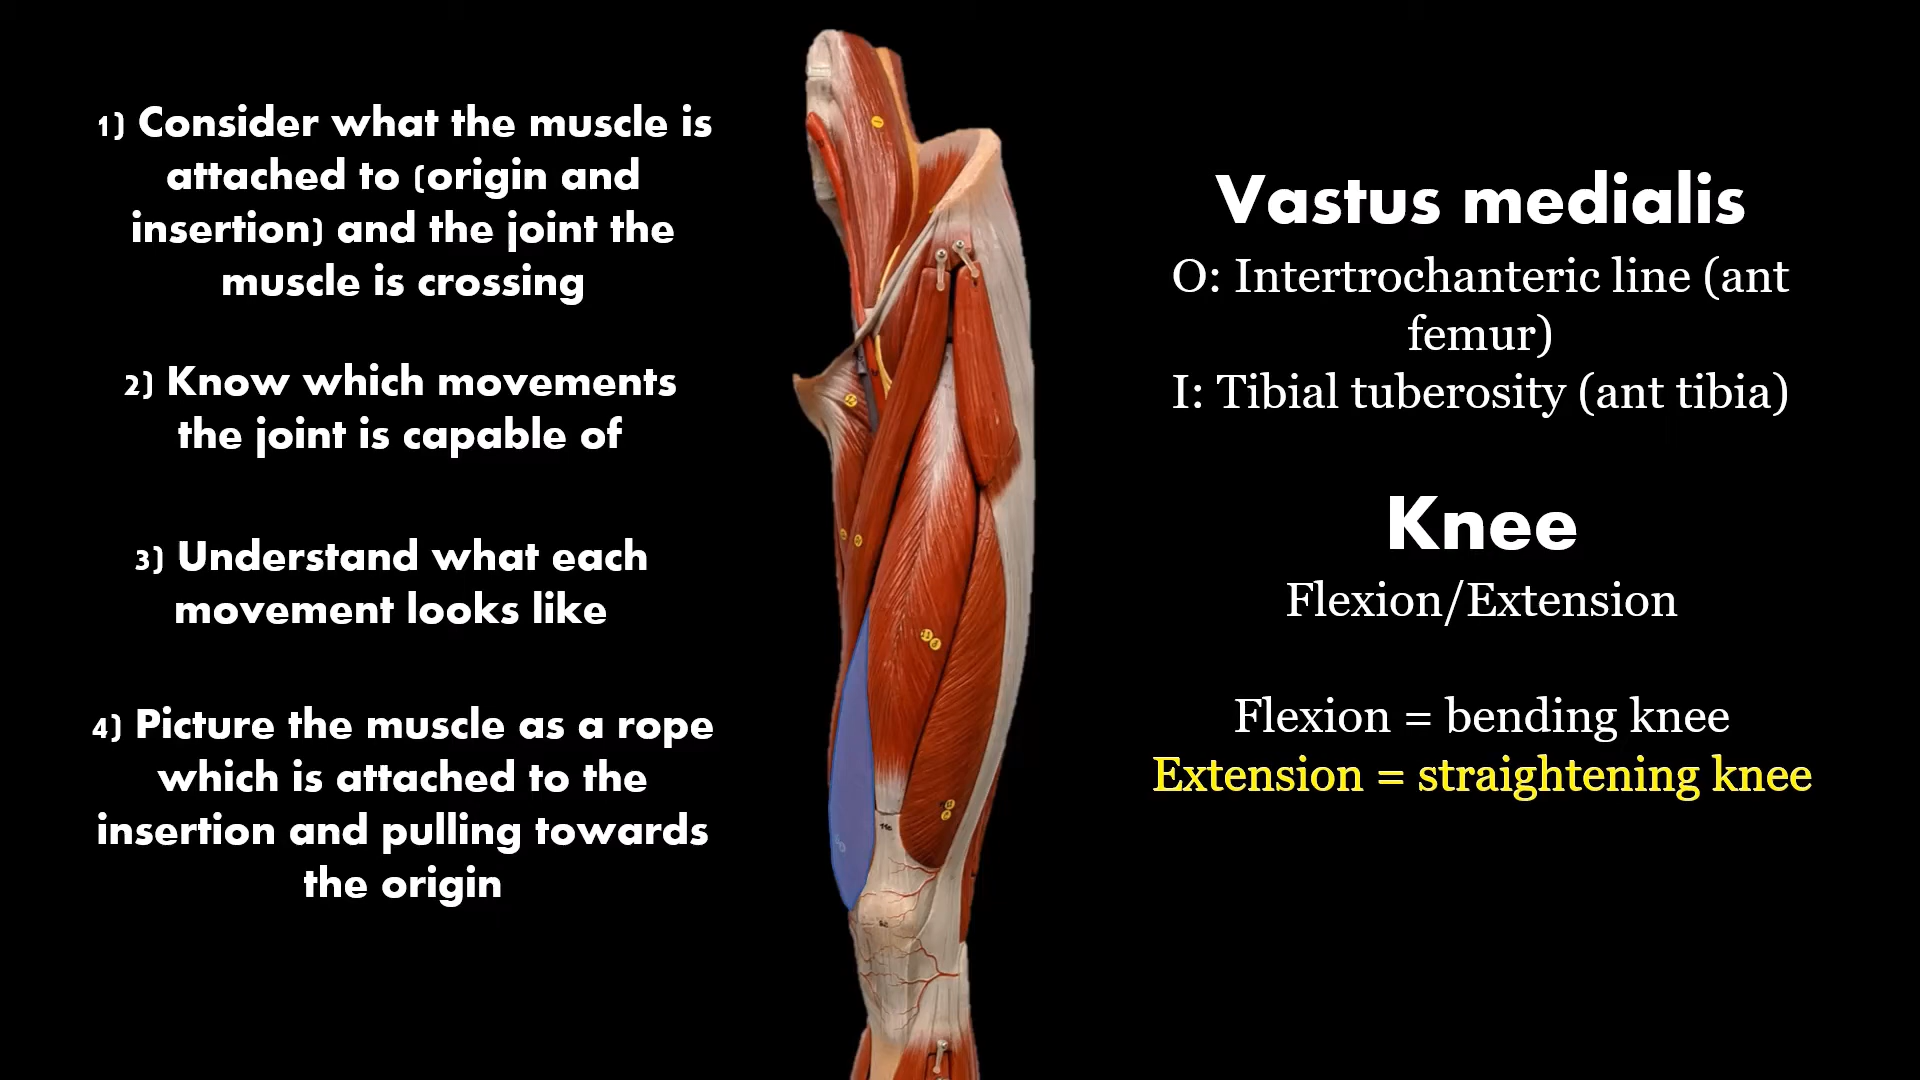 1) Consider what the muscle is
attached to (origin and
insertion) and the joint the
muscle is crossing
2) Know which movements
the joint is capable of
3) Understand what each
movement looks like
4) Picture the muscle as a rope
which is attached to the
insertion and pulling towards
the origin
Vastus medialis
O: Intertrochanteric line (ant
femur)
I: Tibial tuberosity (ant tibia)
Knee
Flexion/Extension
Flexion = bending knee
Extension = straightening knee